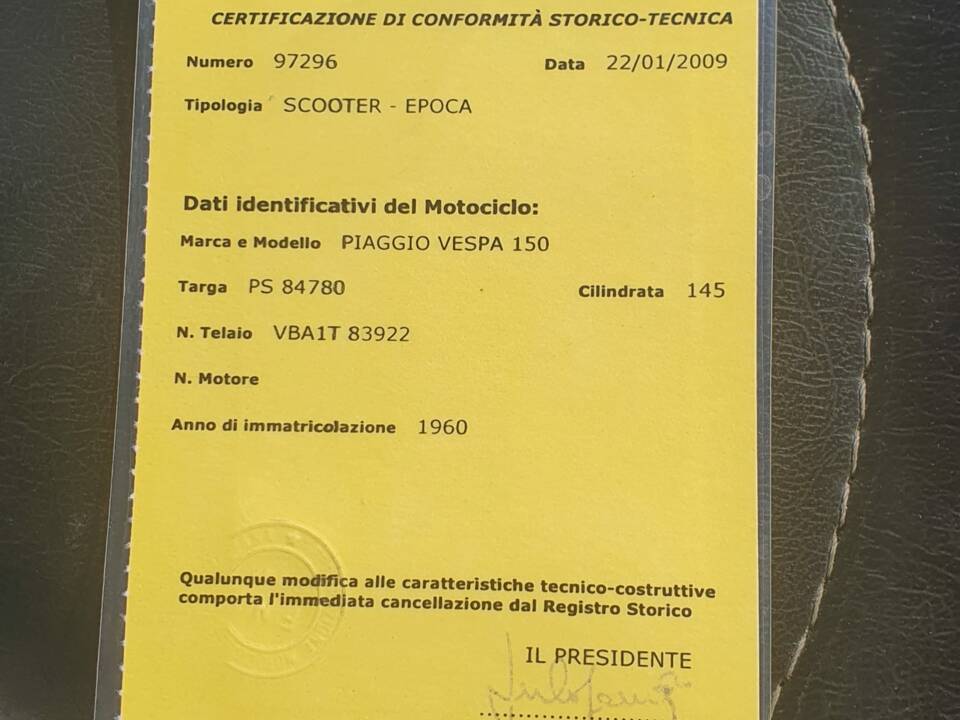 CERTIFICAZIONE DI CONFORMITÀ STORICO-TECNICA
Numero 97296 Data 22/01/2009
Tipologia SCOOTER - EPOCA
Dati identificativi del Motociclo:
Marca e Modello PIAGGIO VESPA 150
Targa PS 84780 Cilindrata 145
N. Telaio VBA1T 83922
N. Motore
Anno di immatricolazione 1960
Qualunque modifica alle caratteristiche tecnico-costruttive
comporta l'immediata cancellazione dal Registro Storico
IL PRESIDENTE